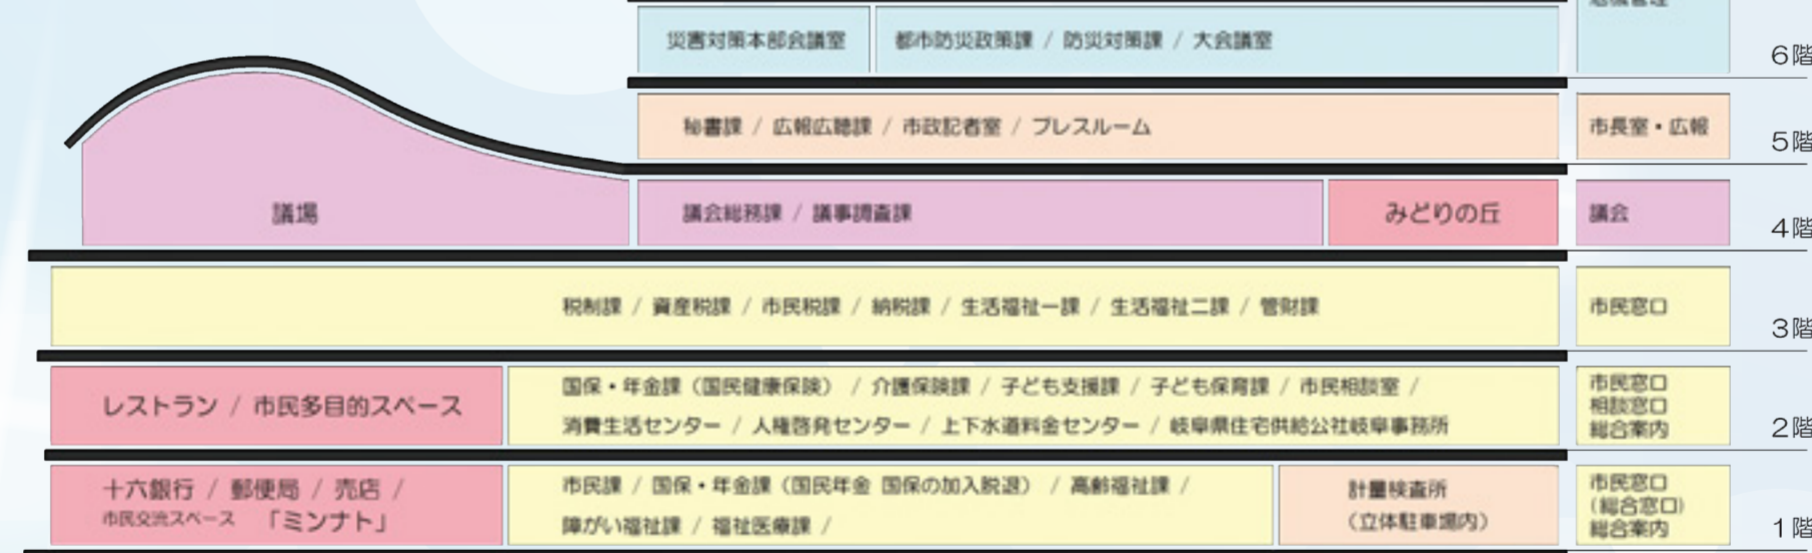 災害対策本部会議室
都市防災政策課 / 防災対策課 / 大会議室
危機管理
6階
秘書課 / 広報広聴課 / 市政記者室 / プレスルーム
市長室・広報
5階
議場
議会総務課 / 議事調査課
みどりの丘
議会
4階
税制課 / 資産税課 / 市民税課 / 納税課 / 生活福祉一課 / 生活福祉二課 / 管財課
市民窓口
3階
レストラン / 市民多目的スペース
国保・年金課(国民健康保険) / 介護保険課 / 子ども支援課 / 子ども保育課 / 市民相談室 /
消費生活センター / 人権啓発センター / 上下水道料金センター / 岐阜県住宅供給公社岐阜事務所
市民窓口
相談窓口
総合案内
2階
十六銀行 / 郵便局 / 売店 /
市民交流スペース 「ミンナト」
市民課 / 国保・年金課(国民年金 国保の加入脱退) / 高齢福祉課 /
障がい福祉課 / 福祉医療課 /
計量検査所
(立体駐車場内)
市民窓口
(総合窓口)
総合案内
1階